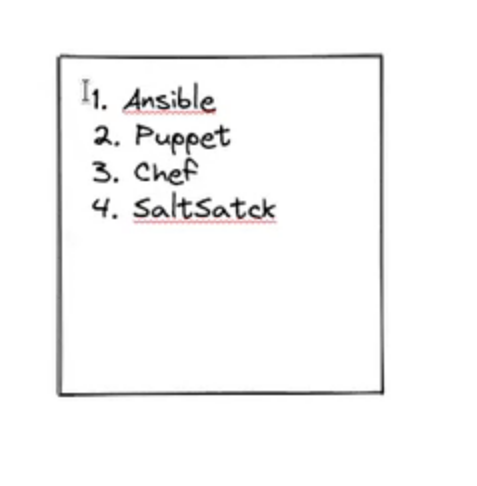 1. Ansible
2. Puppet
3. Chef
4. SaltSatck